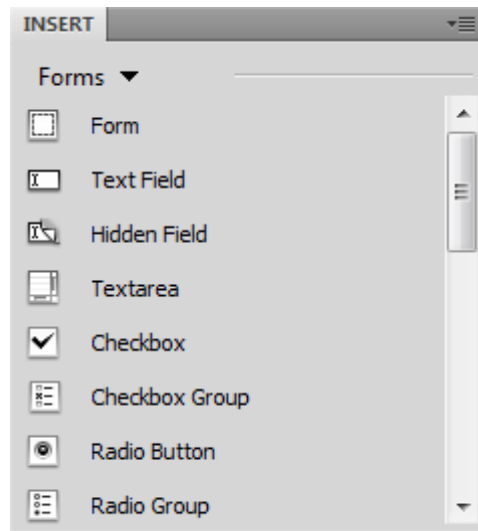 INSERT
Forms
Form
Text Field
Hidden Field
Textarea
Checkbox
Checkbox Group
Radio Button
Radio Group